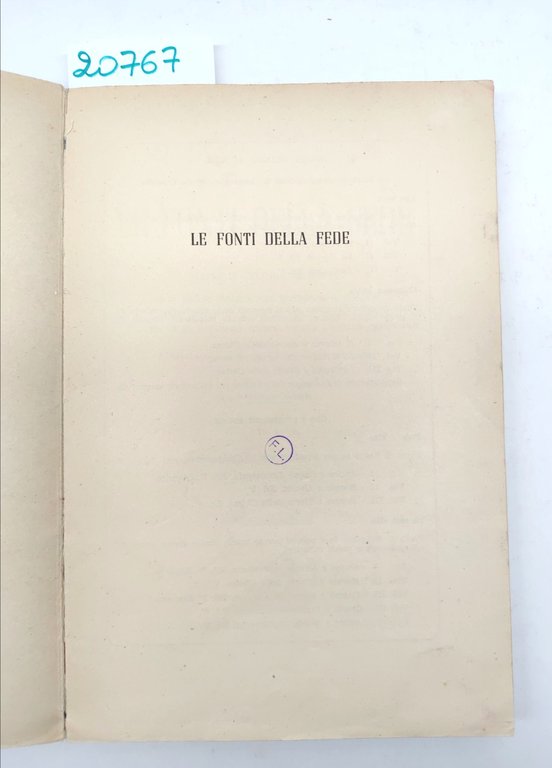 20767
LE FONTI DELLA FEDE
F. L.